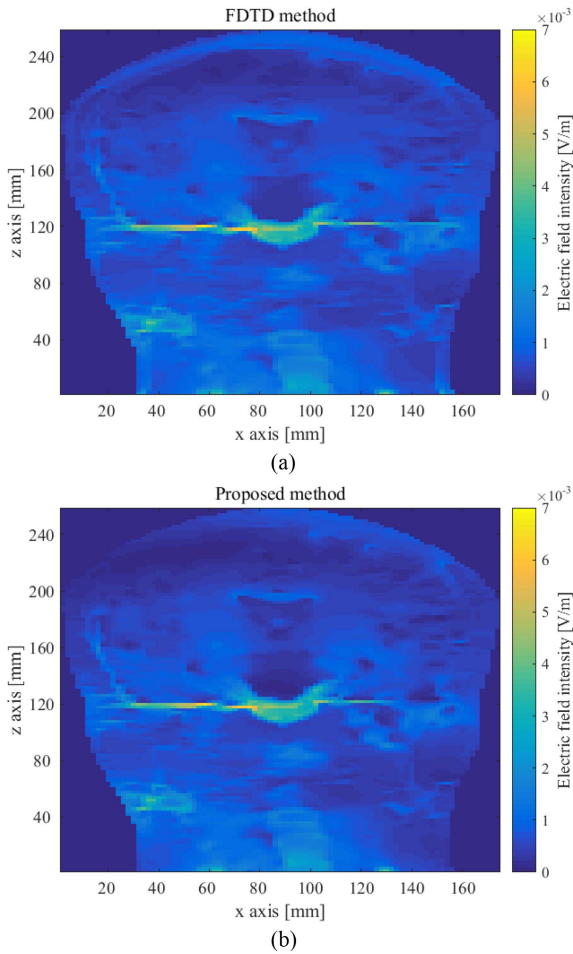 FDTD method
×10⁻³
240
200
160
120
80
40
z axis [mm]
20 40 60 80 100 120 140 160
x axis [mm]
7
6
5
4
3
2
1
0
Electric field intensity [V/m]
(a)
Proposed method
×10⁻³
240
200
160
120
80
40
z axis [mm]
20 40 60 80 100 120 140 160
x axis [mm]
7
6
5
4
3
2
1
0
Electric field intensity [V/m]
(b)